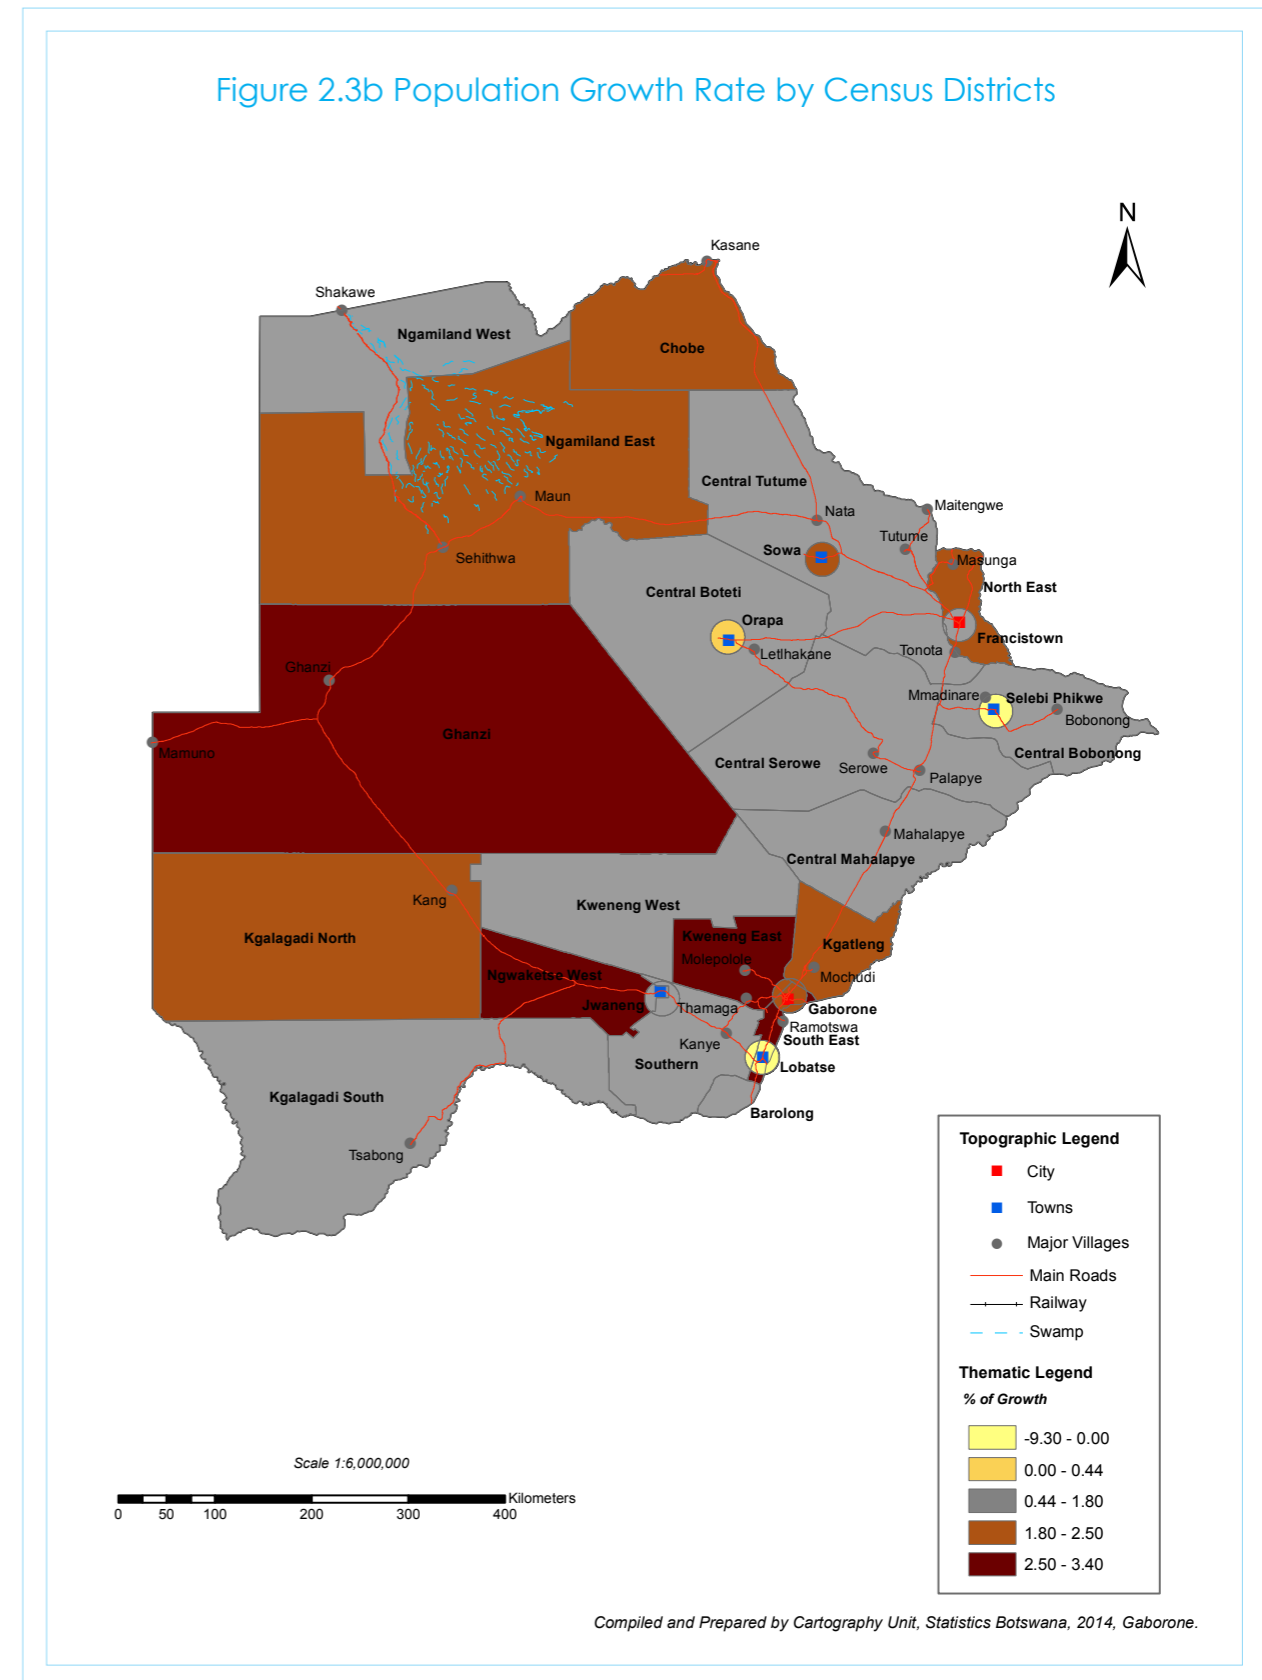 Figure 2.3b Population Growth Rate by Census Districts
N
Kasane
Shakawe
Ngamiland West
Chobe
Ngamiland East
Central Tutume
Maun
Nata
Maitengwe
Tutume
Sowa
Sehithwa
Masunga
North East
Central Boteti
Orapa
Francistown
Letlhakane
Tonota
Ghanzi
Mmadinare
Selebi Phikwe
Bobonong
Ghanzi
Mamuno
Central Bobonong
Central Serowe
Serowe
Palapye
Mahalapye
Central Mahalapye
Kang
Kweneng West
Kgalagadi North
Kweneng East
Kgatleng
Molepolole
Ngwaketse West
Mochudi
Jwaneng
Thamaga
Gaborone
Ramotswa
Kanye
South East
Southern
Lobatse
Kgalagadi South
Barolong
Tsabong
Topographic Legend
City
Towns
Major Villages
Main Roads
Railway
Swamp
Thematic Legend
% of Growth
-9.30 - 0.00
0.00 - 0.44
0.44 - 1.80
1.80 - 2.50
2.50 - 3.40
Scale 1:6,000,000
Kilometers
0 50 100 200 300 400
Compiled and Prepared by Cartography Unit, Statistics Botswana, 2014, Gaborone.